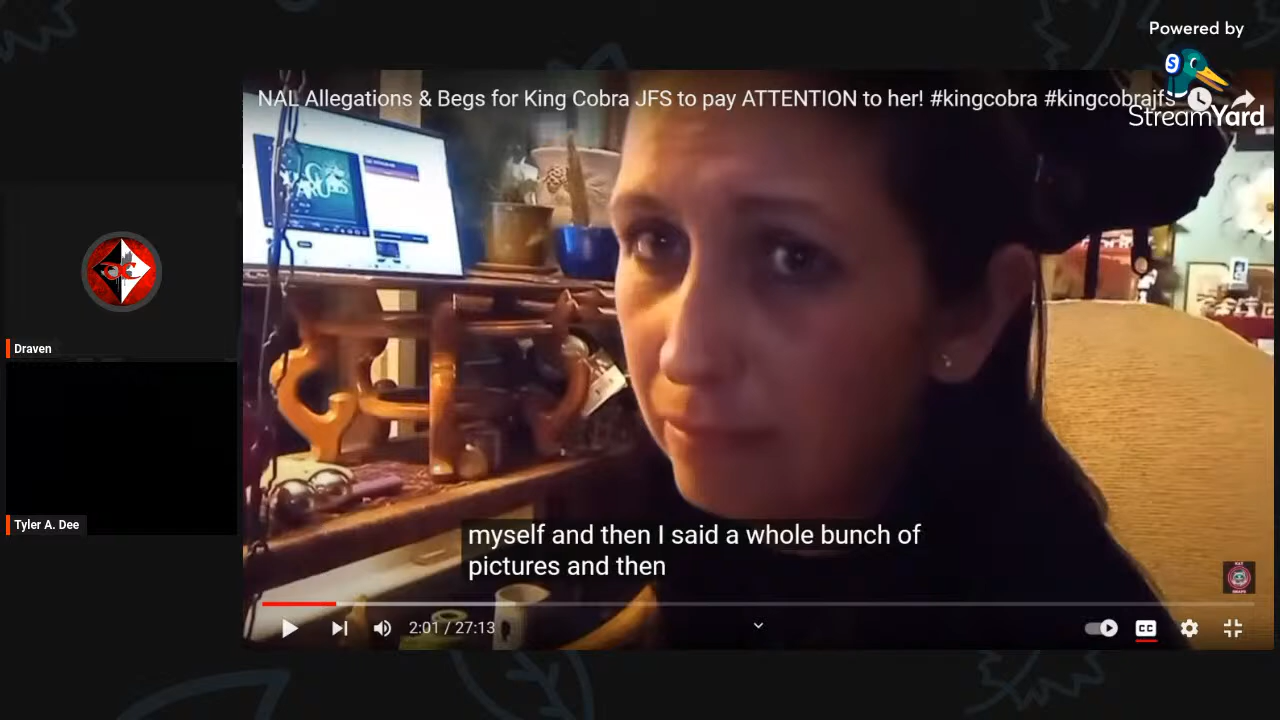 Powered by
S
StreamYard
NAL Allegations & Begs for King Cobra JFS to pay ATTENTION to her! #kingcobra #kingcobrajfs
Draven
Tyler A. Dee
myself and then I said a whole bunch of
pictures and then
2:01 / 27:13
CC